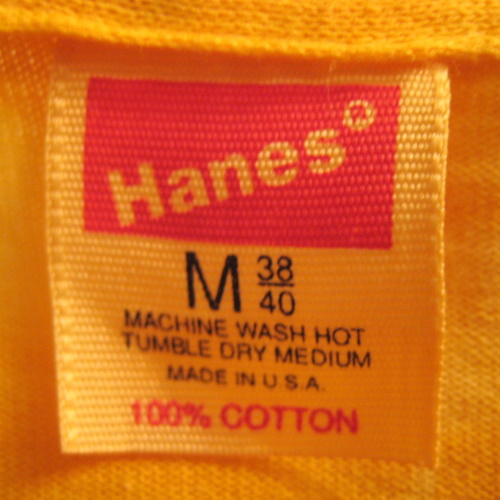 Hanes®
M 38/40
MACHINE WASH HOT
TUMBLE DRY MEDIUM
MADE IN U.S.A.
100% COTTON